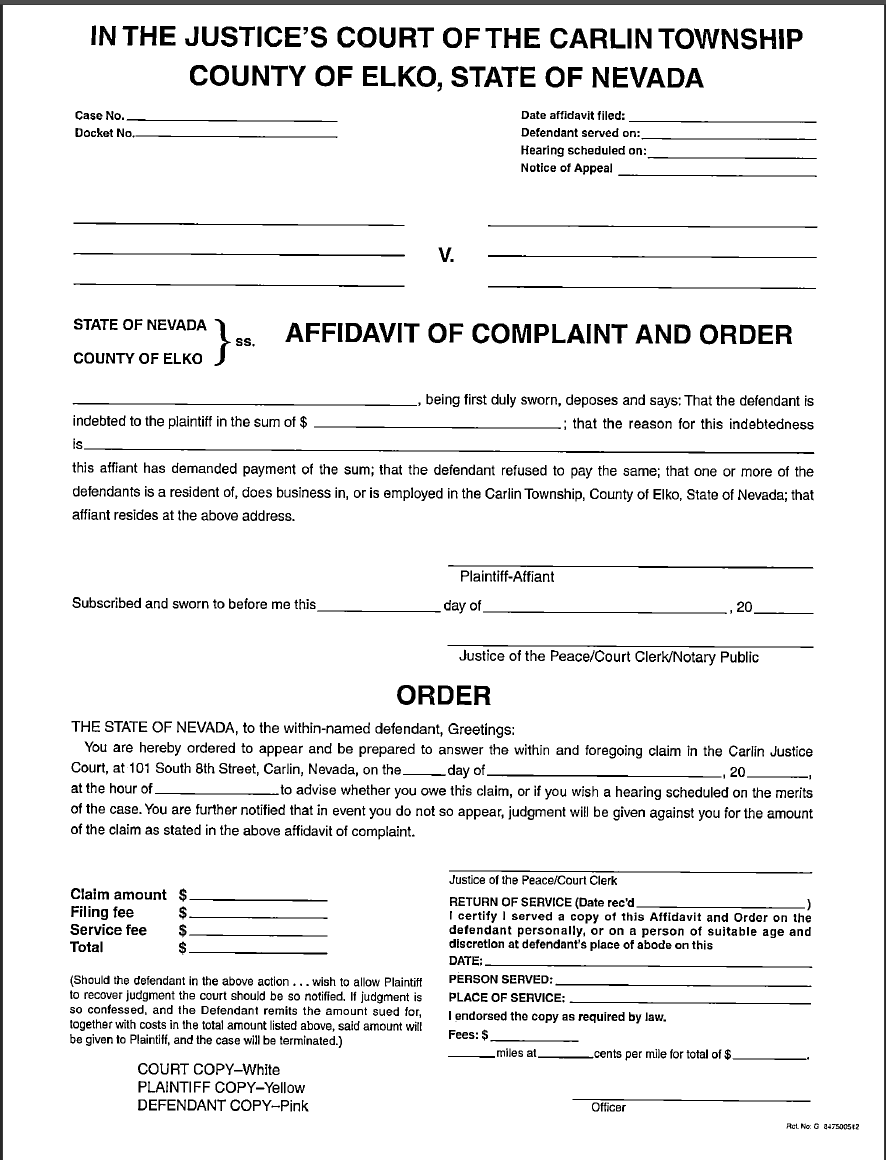 IN THE JUSTICE'S COURT OF THE CARLIN TOWNSHIP
COUNTY OF ELKO, STATE OF NEVADA
Case No.
Docket No.
Date affidavit filed:
Defendant served on:
Hearing scheduled on:
Notice of Appeal
V.
STATE OF NEVADA
COUNTY OF ELKO
} ss.
AFFIDAVIT OF COMPLAINT AND ORDER
, being first duly sworn, deposes and says: That the defendant is
indebted to the plaintiff in the sum of $ ; that the reason for this indebtedness
is
this affiant has demanded payment of the sum; that the defendant refused to pay the same; that one or more of the
defendants is a resident of, does business in, or is employed in the Carlin Township, County of Elko, State of Nevada; that
affiant resides at the above address.
Plaintiff-Affiant
Subscribed and sworn to before me this day of , 20
Justice of the Peace/Court Clerk/Notary Public
ORDER
THE STATE OF NEVADA, to the within-named defendant, Greetings:
You are hereby ordered to appear and be prepared to answer the within and foregoing claim in the Carlin Justice
Court, at 101 South 8th Street, Carlin, Nevada, on the day of , 20 ,
at the hour of to advise whether you owe this claim, or if you wish a hearing scheduled on the merits
of the case. You are further notified that in event you do not so appear, judgment will be given against you for the amount
of the claim as stated in the above affidavit of complaint.
Claim amount $
Filing fee $
Service fee $
Total $
(Should the defendant in the above action . . . wish to allow Plaintiff
to recover judgment the court should be so notified. If judgment is
so confessed, and the Defendant remits the amount sued for,
together with costs in the total amount listed above, said amount will
be given to Plaintiff, and the case will be terminated.)
COURT COPY–White
PLAINTIFF COPY–Yellow
DEFENDANT COPY–Pink
Justice of the Peace/Court Clerk
RETURN OF SERVICE (Date rec'd )
I certify I served a copy of this Affidavit and Order on the
defendant personally, or on a person of suitable age and
discretion at defendant's place of abode on this
DATE:
PERSON SERVED:
PLACE OF SERVICE:
I endorsed the copy as required by law.
Fees: $
miles at cents per mile for total of $ .
Officer
No: G